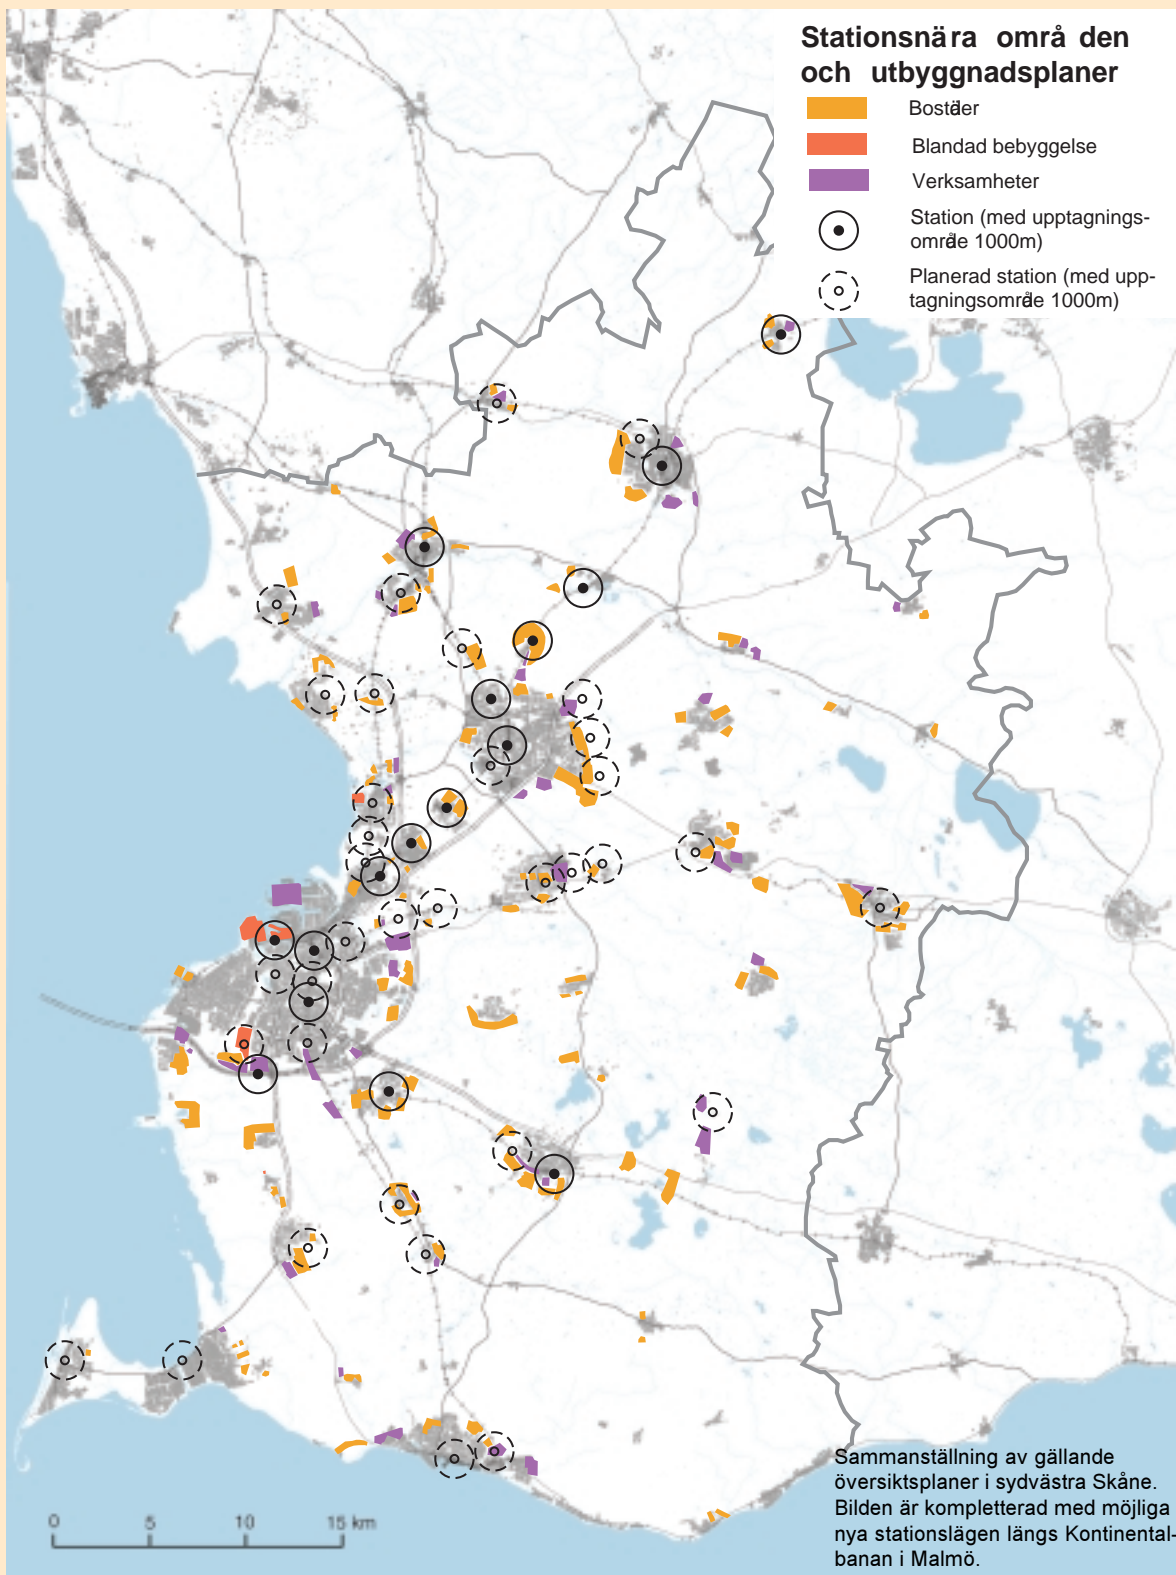 Stationsnära områ den
och utbyggnadsplaner
Bostäder
Blandad bebyggelse
Verksamheter
Station (med upptagnings-
område 1000m)
Planerad station (med upp-
tagningsområde 1000m)
Sammanställning av gällande
översiktsplaner i sydvästra Skåne.
Bilden är kompletterad med möjliga
nya stationslägen längs Kontinental-
banan i Malmö.
0 5 10 15 km